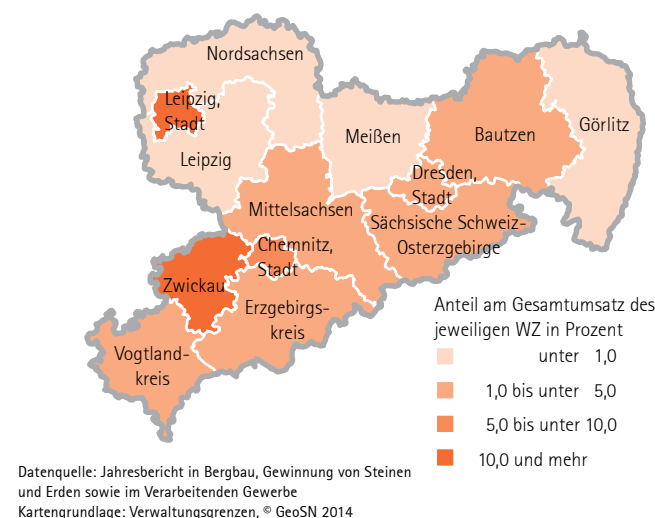 Nordsachsen
Leipzig,
Stadt
Leipzig
Meißen
Bautzen
Görlitz
Dresden,
Stadt
Mittelsachsen
Sächsische Schweiz-
Osterzgebirge
Chemnitz,
Stadt
Zwickau
Erzgebirgs-
kreis
Vogtland-
kreis
Anteil am Gesamtumsatz des
jeweiligen WZ in Prozent
unter 1,0
1,0 bis unter 5,0
5,0 bis unter 10,0
10,0 und mehr
Datenquelle: Jahresbericht in Bergbau, Gewinnung von Steinen
und Erden sowie im Verarbeitenden Gewerbe
Kartengrundlage: Verwaltungsgrenzen, © GeoSN 2014